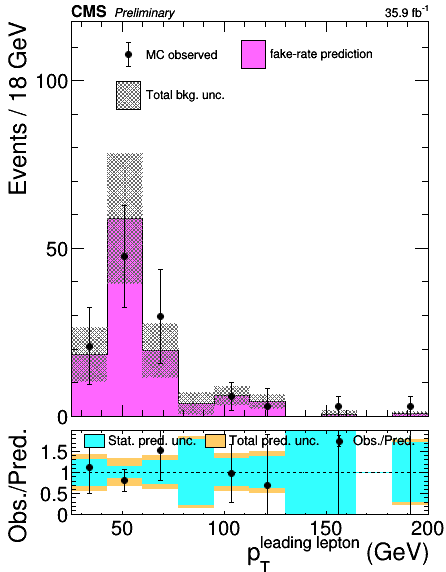 CMS Preliminary 35.9 fb⁻¹
Events / 18 GeV
MC observed
fake-rate prediction
Total bkg. unc.
100
50
0
Obs./Pred.
Stat. pred. unc.
Total pred. unc.
Obs./Pred.
1.5
1
0.5
0
50 100 150 200
p_T^leading lepton (GeV)